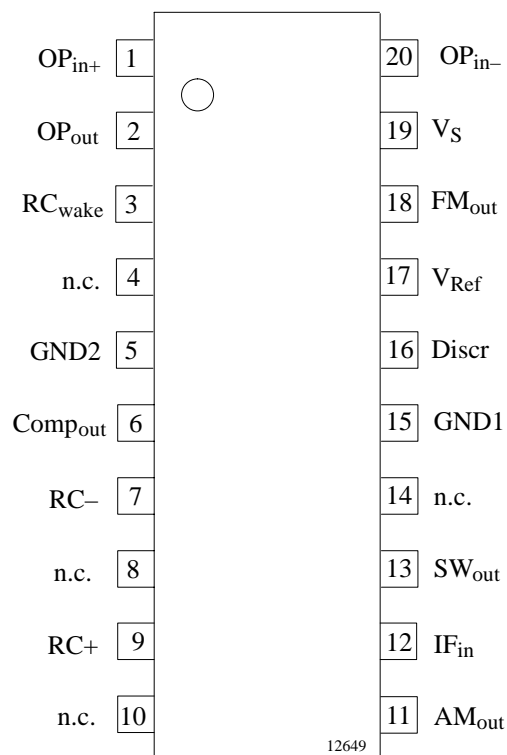 OPin+ 1 20 OPin–
OPout 2 19 VS
RCwake 3 18 FMout
n.c. 4 17 VRef
GND2 5 16 Discr
Compout 6 15 GND1
RC– 7 14 n.c.
n.c. 8 13 SWout
RC+ 9 12 IFin
n.c. 10 11 AMout
12649